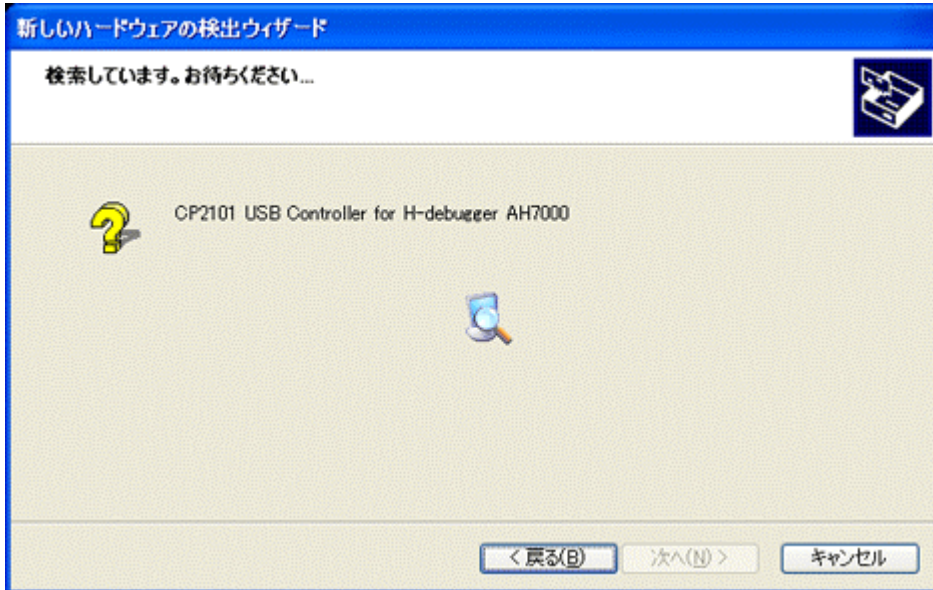 新しいハードウェアの検出ウィザード
検索しています。お待ちください...
CP2101 USB Controller for H-debugger AH7000
< 戻る(B)
次へ(N) >
キャンセル